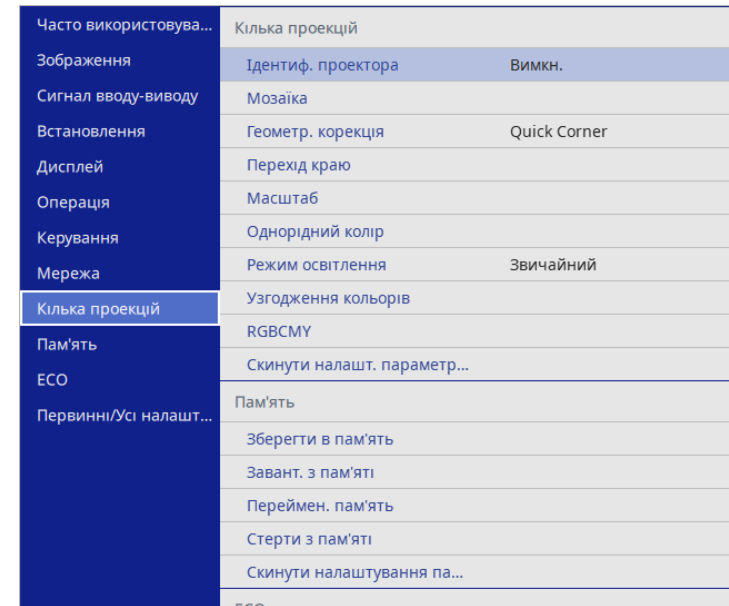 Часто використовува...
Зображення
Сигнал вводу-виводу
Встановлення
Дисплей
Операція
Керування
Мережа
Кілька проекцій
Пам'ять
ECO
Первинні/Усі налашт...
Кілька проекцій
Ідентиф. проектора Вимкн.
Мозаїка
Геометр. корекція Quick Corner
Перехід краю
Масштаб
Однорідний колір
Режим освітлення Звичайний
Узгодження кольорів
RGBCMY
Скинути налашт. параметр...
Пам'ять
Зберегти в пам'ять
Завант. з пам'яті
Переймен. пам'ять
Стерти з пам'яті
Скинути налаштування па...
ECO